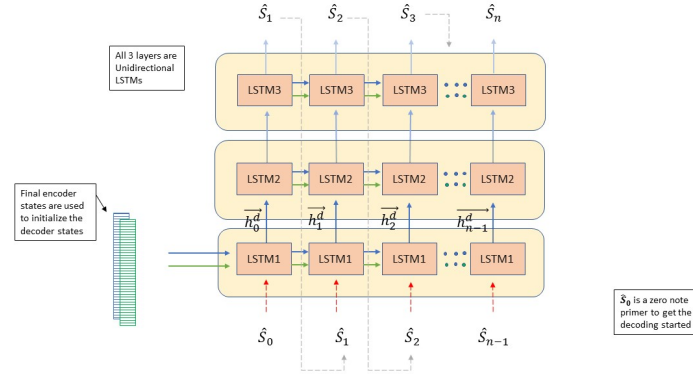 Ŝ₁ Ŝ₂ Ŝ₃ Ŝₙ
All 3 layers are
Unidirectional
LSTMs
LSTM3 LSTM3 LSTM3 LSTM3
LSTM2 LSTM2 LSTM2 LSTM2
Final encoder
states are used
to initialize the
decoder states
h₀ᵈ h₁ᵈ h₂ᵈ hₙ₋₁ᵈ
LSTM1 LSTM1 LSTM1 LSTM1
Ŝ₀ is a zero note
primer to get the
decoding started
Ŝ₀ Ŝ₁ Ŝ₂ Ŝₙ₋₁